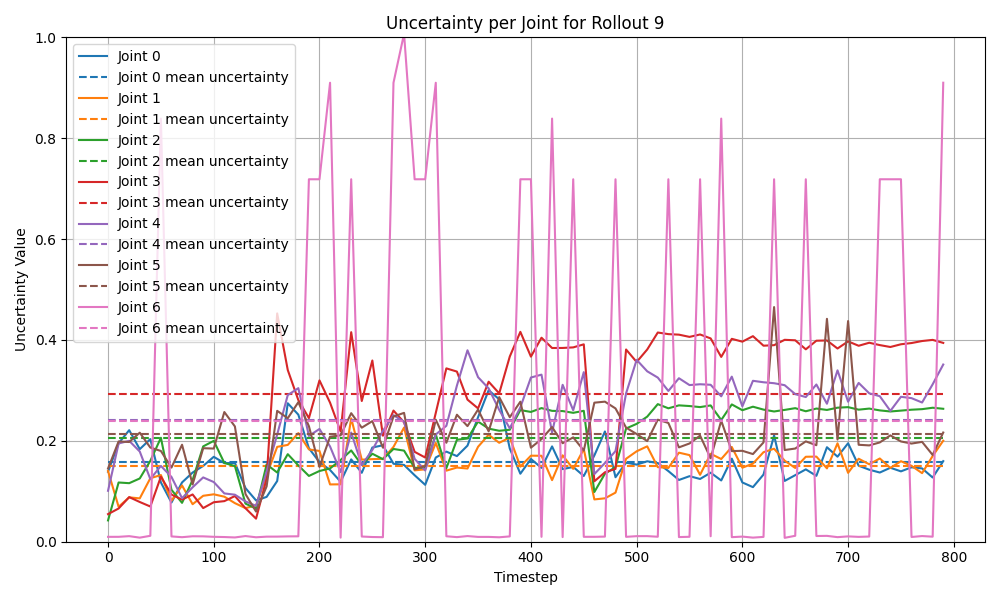 Uncertainty per Joint for Rollout 9
Uncertainty Value
1.0
0.8
0.6
0.4
0.2
0.0
Joint 0
Joint 0 mean uncertainty
Joint 1
Joint 1 mean uncertainty
Joint 2
Joint 2 mean uncertainty
Joint 3
Joint 3 mean uncertainty
Joint 4
Joint 4 mean uncertainty
Joint 5
Joint 5 mean uncertainty
Joint 6
Joint 6 mean uncertainty
0 100 200 300 400 500 600 700 800
Timestep